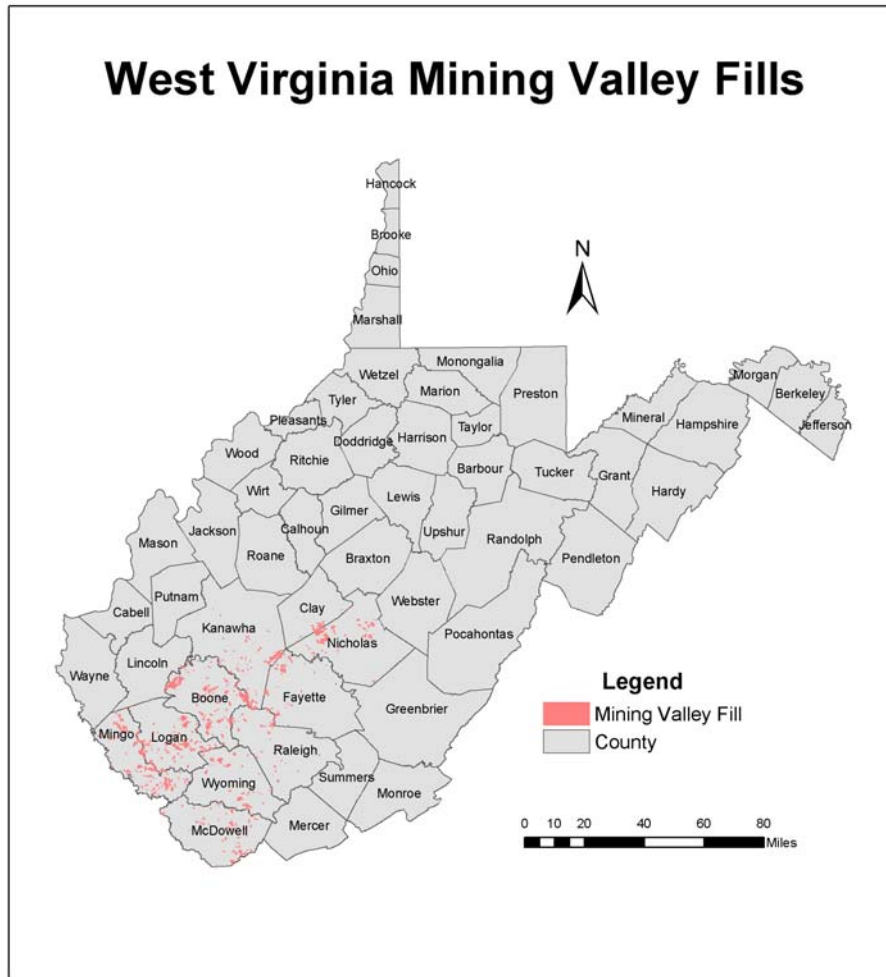 West Virginia Mining Valley Fills
Hancock
Brooke
N
Ohio
Marshall
Wetzel
Monongalia
Marion
Preston
Morgan
Berkeley
Jefferson
Tyler
Pleasants
Doddridge
Harrison
Taylor
Mineral
Hampshire
Wood
Ritchie
Barbour
Tucker
Grant
Hardy
Wirt
Lewis
Gilmer
Upshur
Randolph
Jackson
Calhoun
Mason
Roane
Braxton
Pendleton
Putnam
Webster
Cabell
Clay
Kanawha
Nicholas
Pocahontas
Wayne
Lincoln
Boone
Fayette
Greenbrier
Legend
Mining Valley Fill
County
Mingo
Logan
Raleigh
Wyoming
Summers
Monroe
McDowell
Mercer
0 10 20 40 60 80
Miles